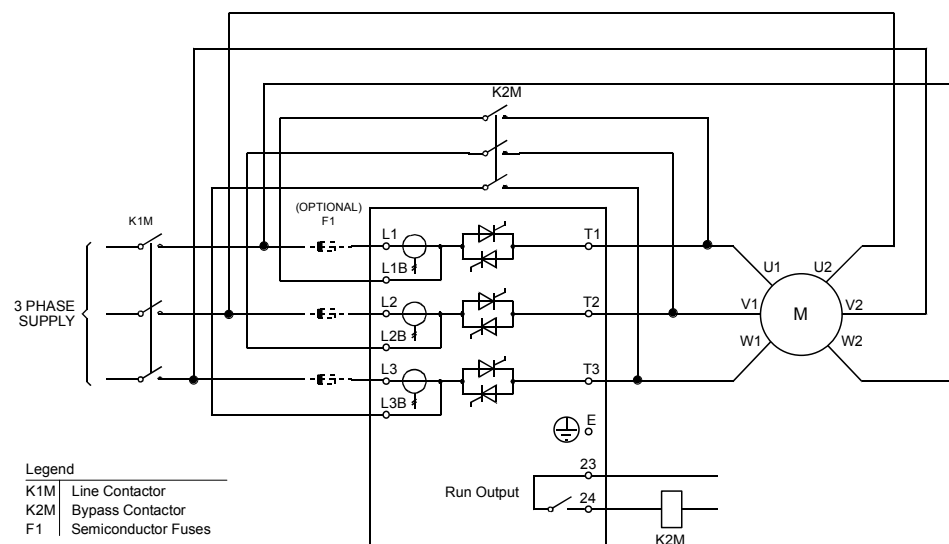 K2M
(OPTIONAL)
F1
K1M
L1
T1
L1B
U1
U2
3 PHASE
SUPPLY
L2
T2
V1
M
V2
L2B
W1
W2
L3
T3
L3B
E
23
Run Output
24
K2M
Legend
K1M Line Contactor
K2M Bypass Contactor
F1 Semiconductor Fuses